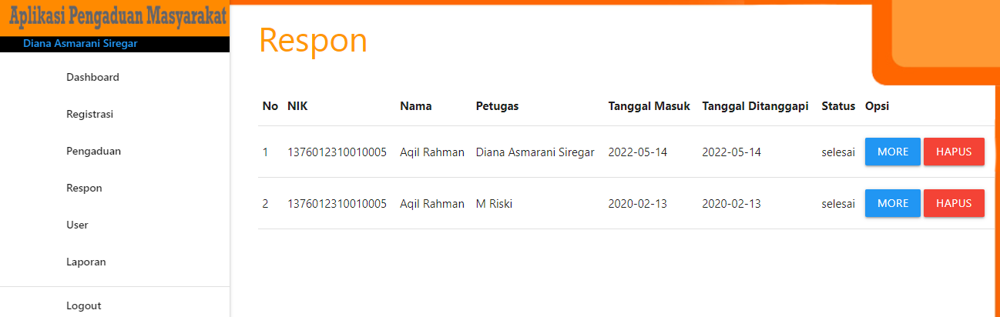 Aplikasi Pengaduan Masyarakat
Diana Asmarani Siregar
Dashboard
Registrasi
Pengaduan
Respon
User
Laporan
Logout
Respon
No NIK Nama Petugas Tanggal Masuk Tanggal Ditanggapi Status Opsi
1 1376012310010005 Aqil Rahman Diana Asmarani Siregar 2022-05-14 2022-05-14 selesai MORE HAPUS
2 1376012310010005 Aqil Rahman M Riski 2020-02-13 2020-02-13 selesai MORE HAPUS